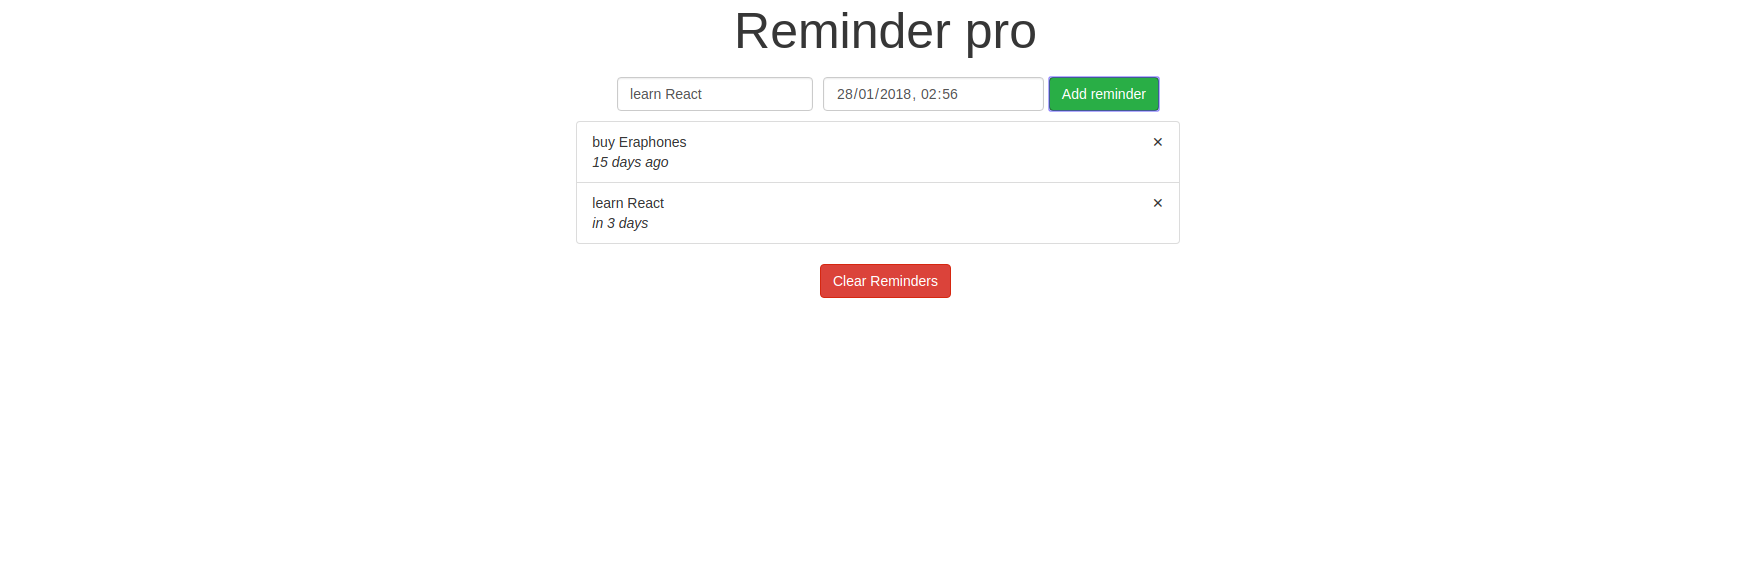 Reminder pro
learn React 28/01/2018, 02:56 Add reminder
buy Eraphones ×
15 days ago
learn React ×
in 3 days
Clear Reminders